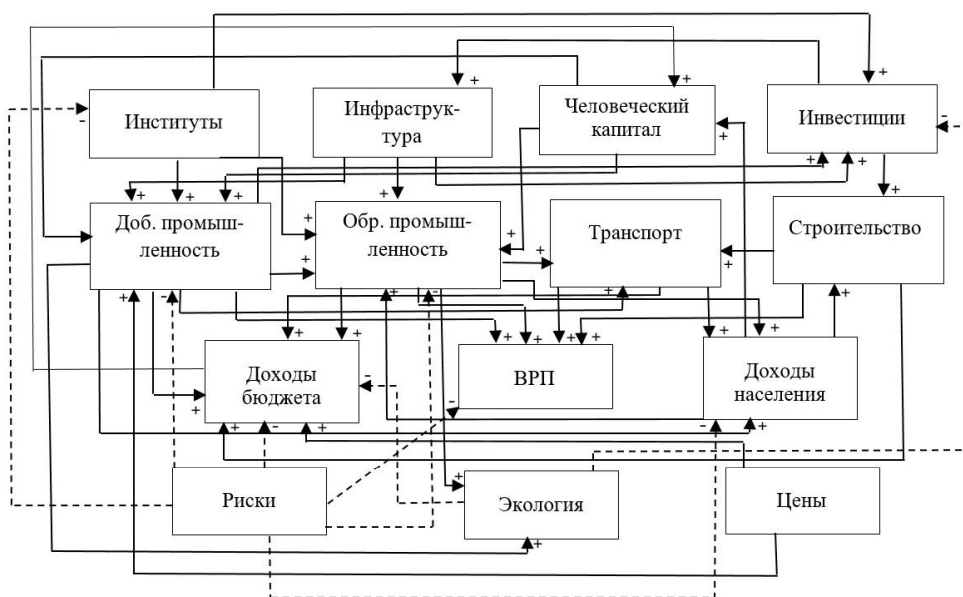 Институты
Инфраструк-
тура
Человеческий
капитал
Инвестиции
Доб. промыш-
ленность
Обр. промыш-
ленность
Транспорт
Строительство
Доходы
бюджета
ВРП
Доходы
населения
Риски
Экология
Цены